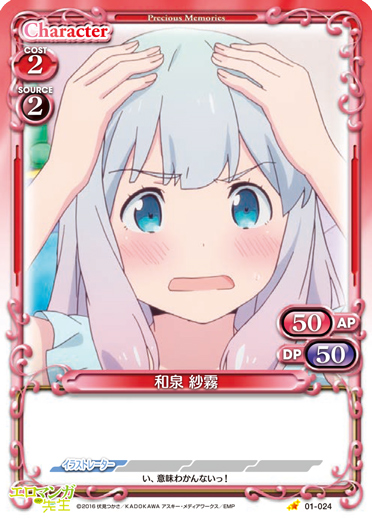 Precious Memories
Character
COST
2
SOURCE
2
50 AP
DP 50
和泉 紗霧
イラストレーター
い、意味わかんないっ！
エロマンガ
先生
©2016 伏見つかさ／KADOKAWA アスキー・メディアワークス／EMP
01-024